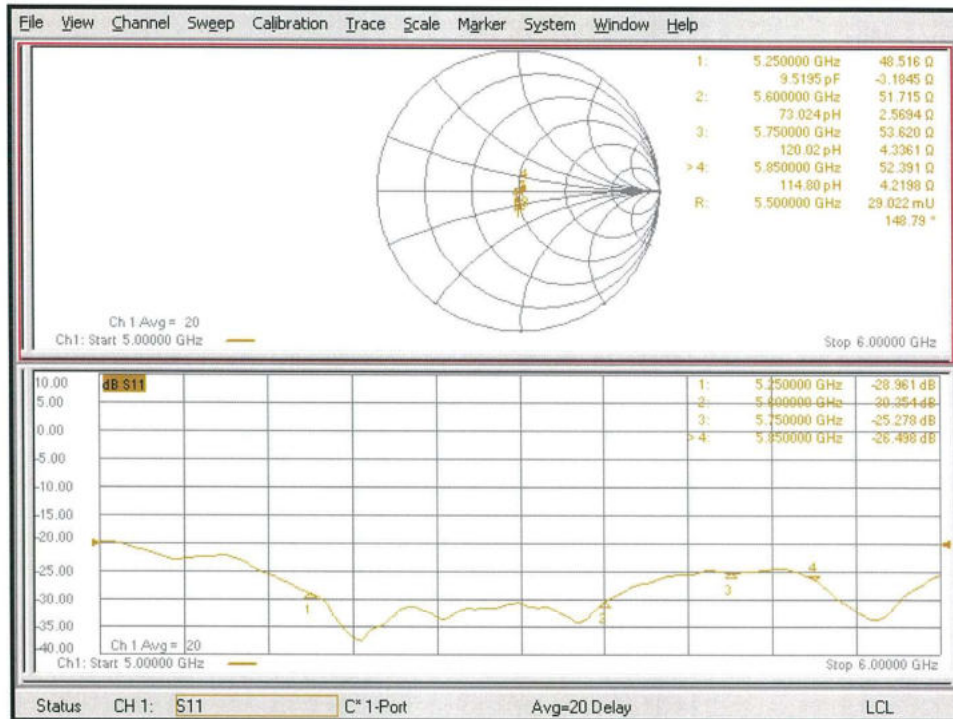 File View Channel Sweep Calibration Trace Scale Marker System Window Help
1: 5.250000 GHz 48.516 Ω
9.5195 pF -3.1845 Ω
2: 5.600000 GHz 51.715 Ω
73.024 pH 2.5694 Ω
3: 5.750000 GHz 53.620 Ω
120.02 pH 4.3361 Ω
> 4: 5.850000 GHz 52.391 Ω
114.80 pH 4.2198 Ω
R: 5.500000 GHz 29.022 mU
148.79 °
4
Ch 1 Avg = 20
Ch1: Start 5.00000 GHz Stop 6.00000 GHz
10.00 dB S11 1: 5.250000 GHz -28.961 dB
5.00 2: 5.600000 GHz -30.354 dB
0.00 3: 5.750000 GHz -25.278 dB
> 4: 5.850000 GHz -26.498 dB
-5.00
-10.00
-15.00
-20.00
-25.00
-30.00
-35.00
-40.00
1 2 3 4
Ch 1 Avg = 20
Ch1: Start 5.00000 GHz Stop 6.00000 GHz
Status CH 1: S11 C* 1-Port Avg=20 Delay LCL